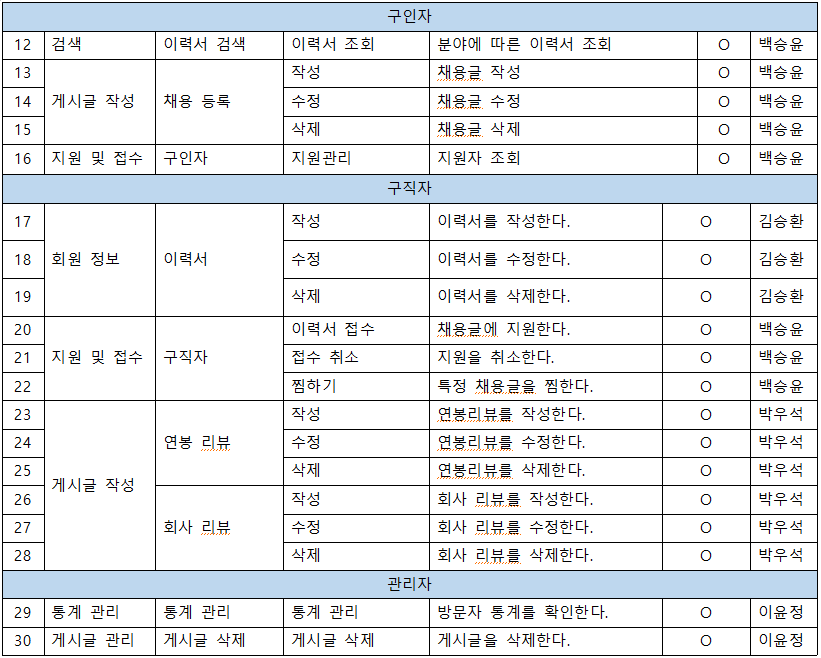 구인자
12 검색 이력서 검색 이력서 조회 분야에 따른 이력서 조회 O 백승윤
13 작성 채용글 작성 O 백승윤
14 게시글 작성 채용 등록 수정 채용글 수정 O 백승윤
15 삭제 채용글 삭제 O 백승윤
16 지원 및 접수 구인자 지원관리 지원자 조회 O 백승윤
구직자
17 작성 이력서를 작성한다. O 김승환
18 회원 정보 이력서 수정 이력서를 수정한다. O 김승환
19 삭제 이력서를 삭제한다. O 김승환
20 이력서 접수 채용글에 지원한다. O 백승윤
21 지원 및 접수 구직자 접수 취소 지원을 취소한다. O 백승윤
22 찜하기 특정 채용글을 찜한다. O 백승윤
23 작성 연봉리뷰를 작성한다. O 박우석
24 연봉 리뷰 수정 연봉리뷰를 수정한다. O 박우석
25 삭제 연봉리뷰를 삭제한다. O 박우석
게시글 작성
26 작성 회사 리뷰를 작성한다. O 박우석
27 회사 리뷰 수정 회사 리뷰를 수정한다. O 박우석
28 삭제 회사 리뷰를 삭제한다. O 박우석
관리자
29 통계 관리 통계 관리 통계 관리 방문자 통계를 확인한다. O 이윤정
30 게시글 관리 게시글 삭제 게시글 삭제 게시글을 삭제한다. O 이윤정